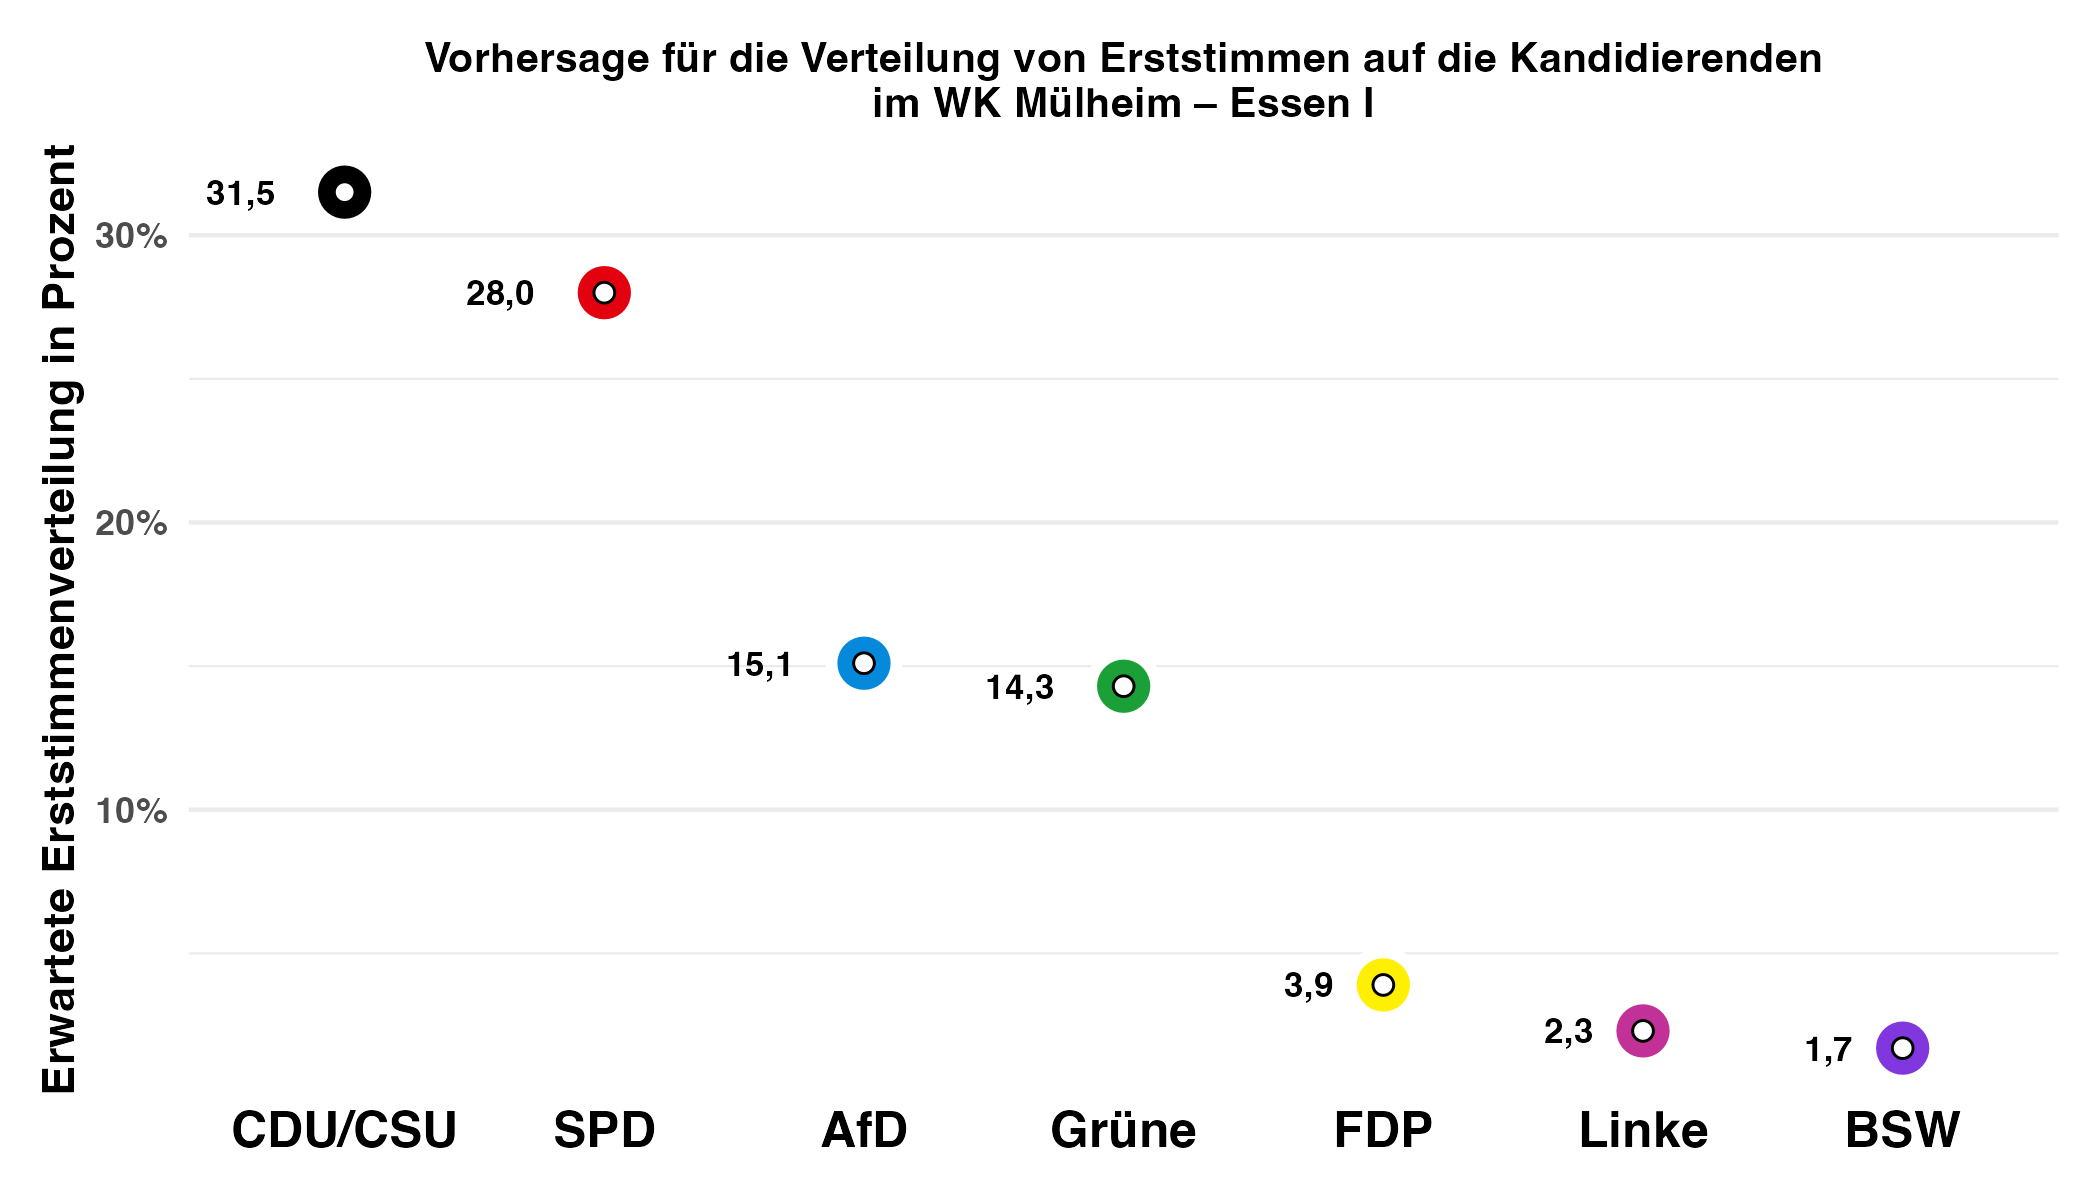 Vorhersage für die Verteilung von Erststimmen auf die Kandidierenden
im WK Mülheim – Essen I
Erwartete Erststimmenverteilung in Prozent
30%
20%
10%
31,5
28,0
15,1
14,3
3,9
2,3
1,7
CDU/CSU
SPD
AfD
Grüne
FDP
Linke
BSW